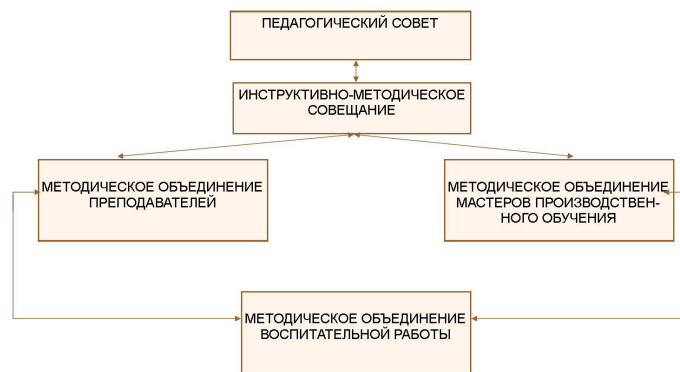 ПЕДАГОГИЧЕСКИЙ СОВЕТ
ИНСТРУКТИВНО-МЕТОДИЧЕСКОЕ
СОВЕЩАНИЕ
МЕТОДИЧЕСКОЕ ОБЪЕДИНЕНИЕ
ПРЕПОДАВАТЕЛЕЙ
МЕТОДИЧЕСКОЕ ОБЪЕДИНЕНИЕ
МАСТЕРОВ ПРОИЗВОДСТВЕН-
НОГО ОБУЧЕНИЯ
МЕТОДИЧЕСКОЕ ОБЪЕДИНЕНИЕ
ВОСПИТАТЕЛЬНОЙ РАБОТЫ